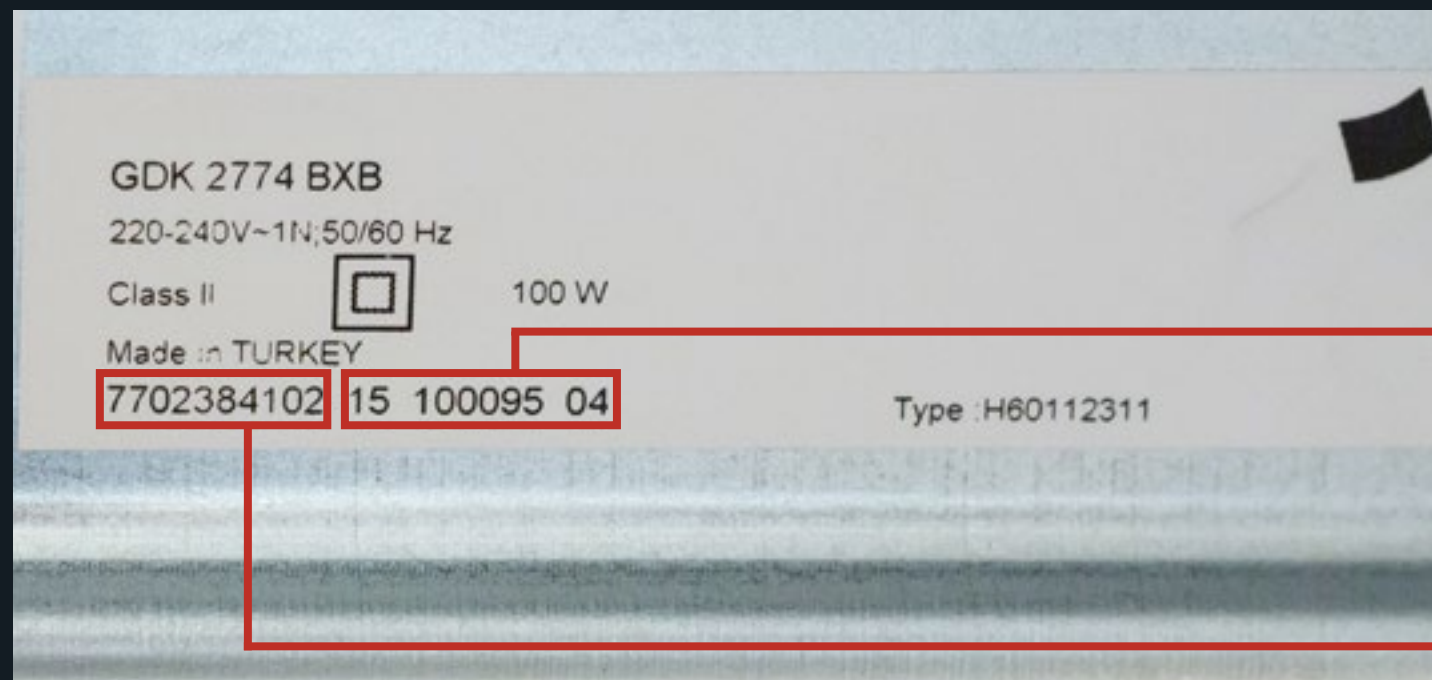 GDK 2774 BXB
220-240V~1N;50/60 Hz
Class II 100 W
Made in TURKEY
7702384102 15 100095 04 Type :H60112311